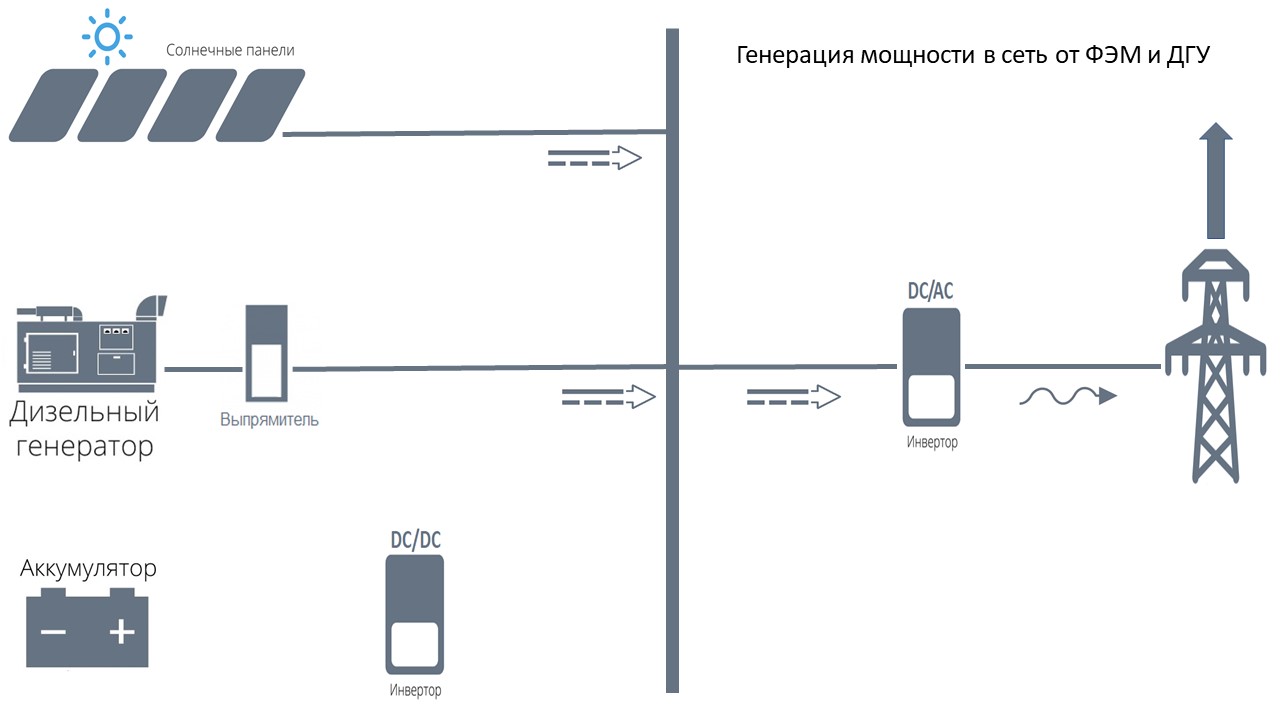 Солнечные панели
Генерация мощности в сеть от ФЭМ и ДГУ
DC/AC
Дизельный
генератор
Выпрямитель
Инвертор
DC/DC
Аккумулятор
− +
Инвертор